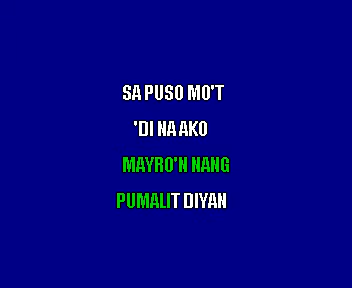 SA PUSO MO'T
'DI NA AKO
MAYRO'N NANG
PUMALIT DIYAN